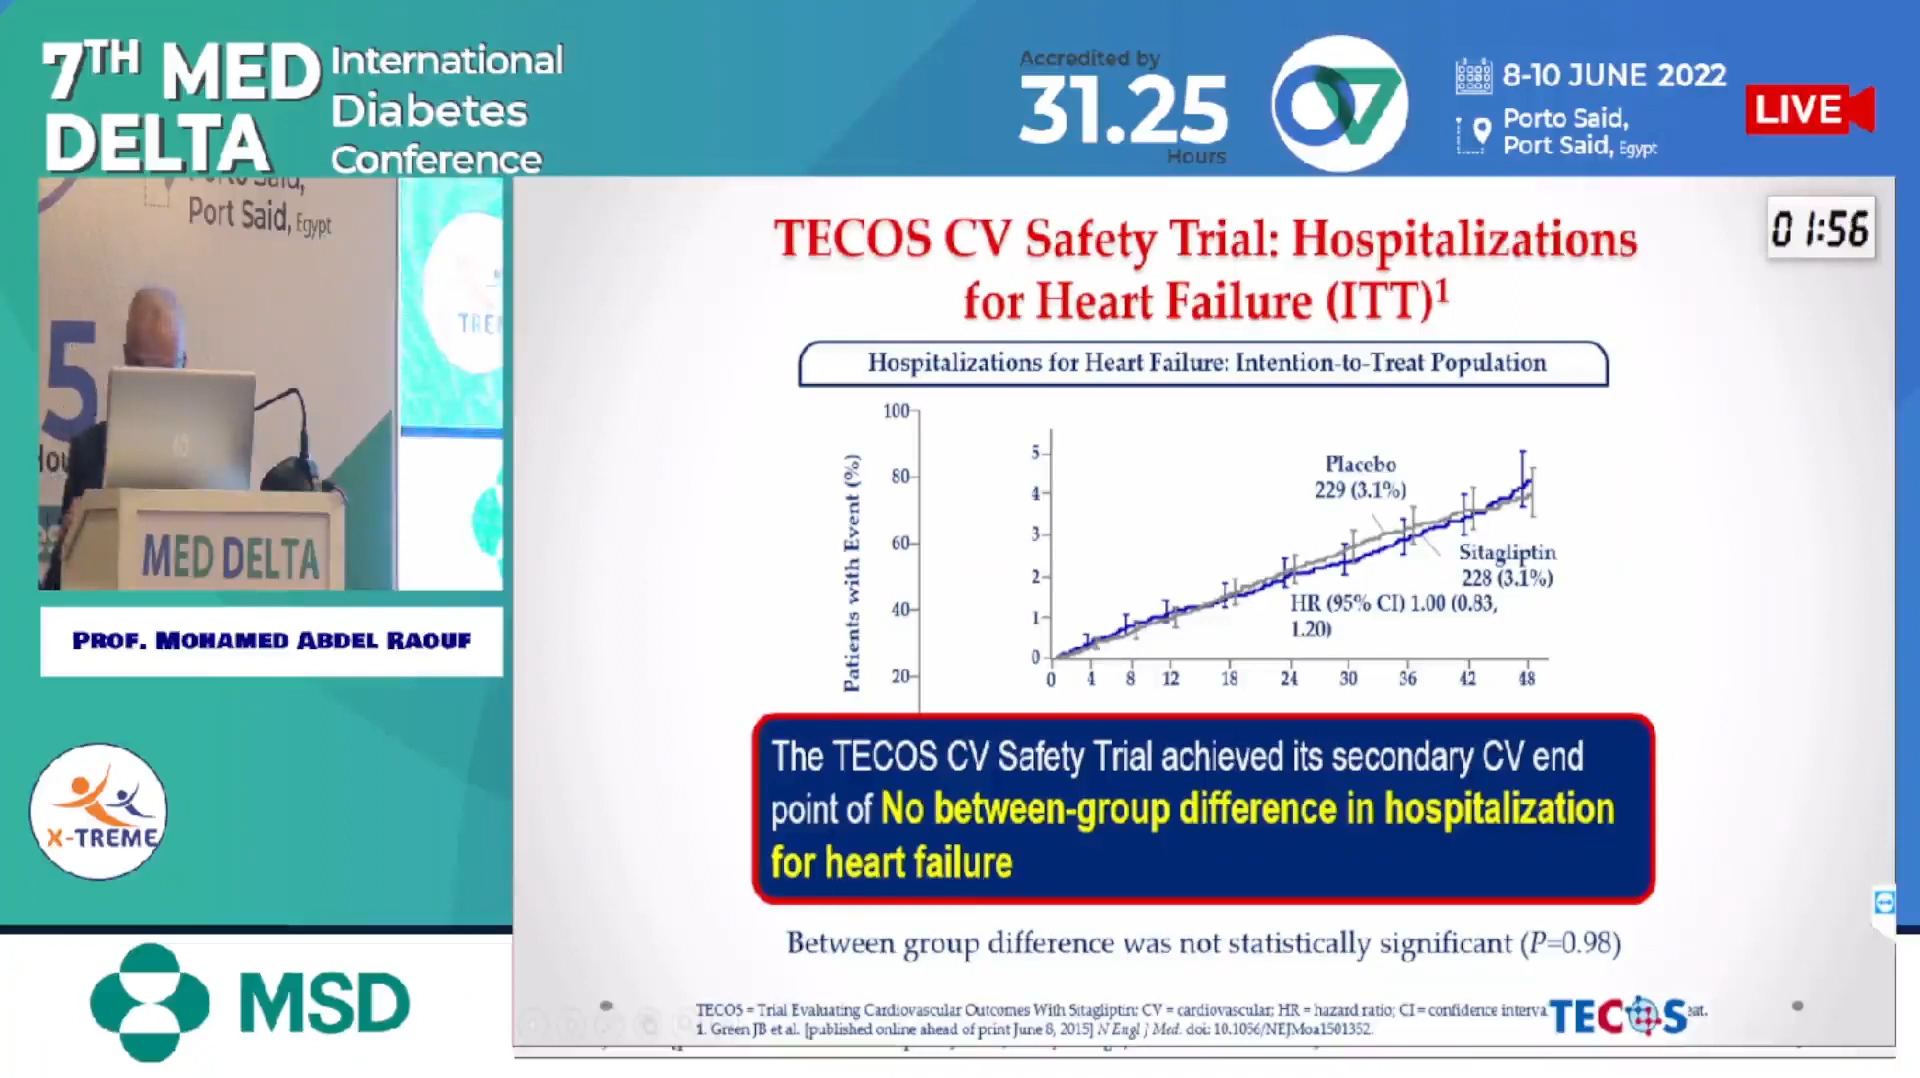 7TH MED
DELTA
International
Diabetes
Conference
Accredited by
31.25
Hours
8-10 JUNE 2022
Porto Said,
Port Said, Egypt
LIVE
Port Said, Egypt
5
MED DELTA
PROF. MOHAMED ABDEL RAOUF
X-TREME
MSD
01:56
TECOS CV Safety Trial: Hospitalizations
for Heart Failure (ITT)1
Hospitalizations for Heart Failure: Intention-to-Treat Population
Patients with Event (%)
100
80
60
40
20
5
4
3
2
1
0
0 4 8 12 18 24 30 36 42 48
Placebo
229 (3.1%)
Sitagliptin
228 (3.1%)
HR (95% CI) 1.00 (0.83,
1.20)
The TECOS CV Safety Trial achieved its secondary CV end
point of No between-group difference in hospitalization
for heart failure
Between group difference was not statistically significant (P=0.98)
TECOS = Trial Evaluating Cardiovascular Outcomes With Sitagliptin; CV = cardiovascular; HR = hazard ratio; CI = confidence interva
1. Green JB et al. [published online ahead of print June 8, 2015] N Engl J Med. doi: 10.1056/NEJMoa1501352.
TECOS